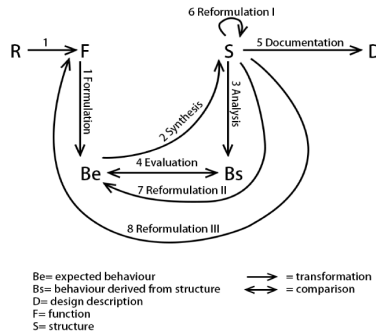 6 Reformulation I
R
1
F
S
5 Documentation
D
1 Formulation
2 Synthesis
3 Analysis
4 Evaluation
Be
Bs
7 Reformulation II
8 Reformulation III
Be= expected behaviour
Bs= behaviour derived from structure
D= design description
F= function
S= structure
= transformation
= comparison